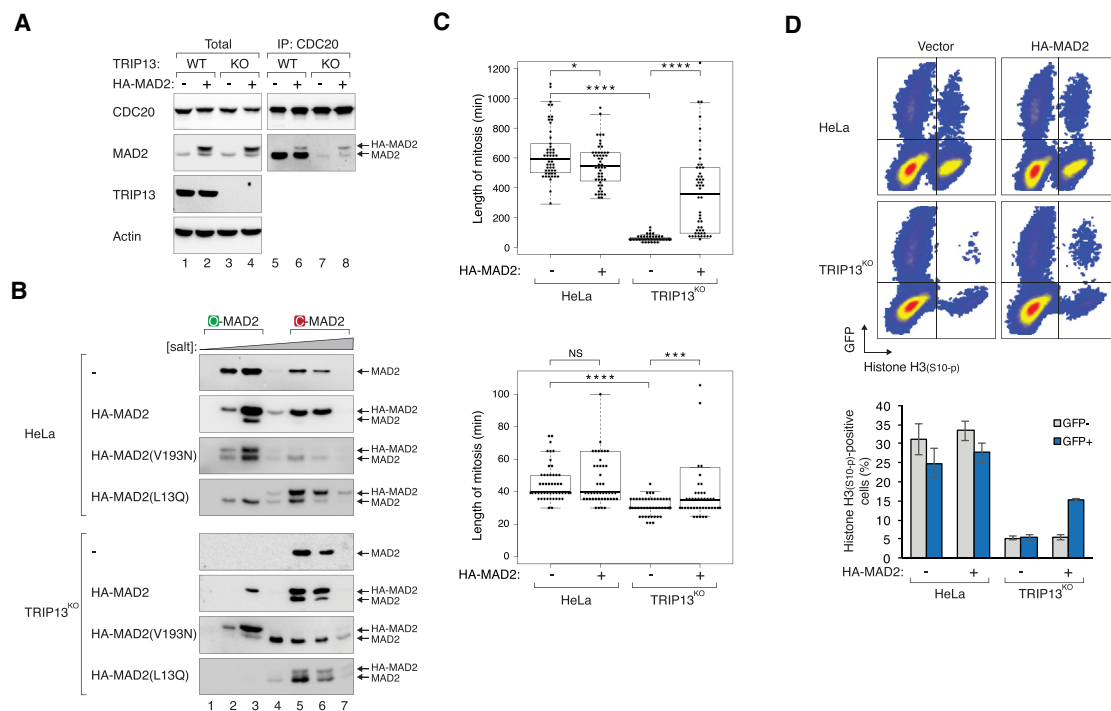 A
Total
IP: CDC20
TRIP13:
WT
KO
WT
KO
HA-MAD2:
-
+
-
+
-
+
-
+
CDC20
MAD2
HA-MAD2
MAD2
TRIP13
Actin
1
2
3
4
5
6
7
8
B
O-MAD2
C-MAD2
[salt]:
HeLa
-
MAD2
HA-MAD2
HA-MAD2
MAD2
HA-MAD2(V193N)
HA-MAD2
MAD2
HA-MAD2(L13Q)
HA-MAD2
MAD2
TRIP13KO
-
MAD2
HA-MAD2
HA-MAD2
MAD2
HA-MAD2(V193N)
HA-MAD2
MAD2
HA-MAD2(L13Q)
HA-MAD2
MAD2
1
2
3
4
5
6
7
C
Length of mitosis (min)
1200
1000
800
600
400
200
0
*
****
****
HA-MAD2:
-
+
-
+
HeLa
TRIP13KO
Length of mitosis (min)
100
80
60
40
20
0
NS
***
****
HA-MAD2:
-
+
-
+
HeLa
TRIP13KO
D
Vector
HA-MAD2
HeLa
TRIP13KO
GFP
Histone H3(S10-p)
Histone H3(S10-p)-positive
cells (%)
40
35
30
25
20
15
10
5
0
GFP-
GFP+
HA-MAD2:
-
+
-
+
HeLa
TRIP13KO